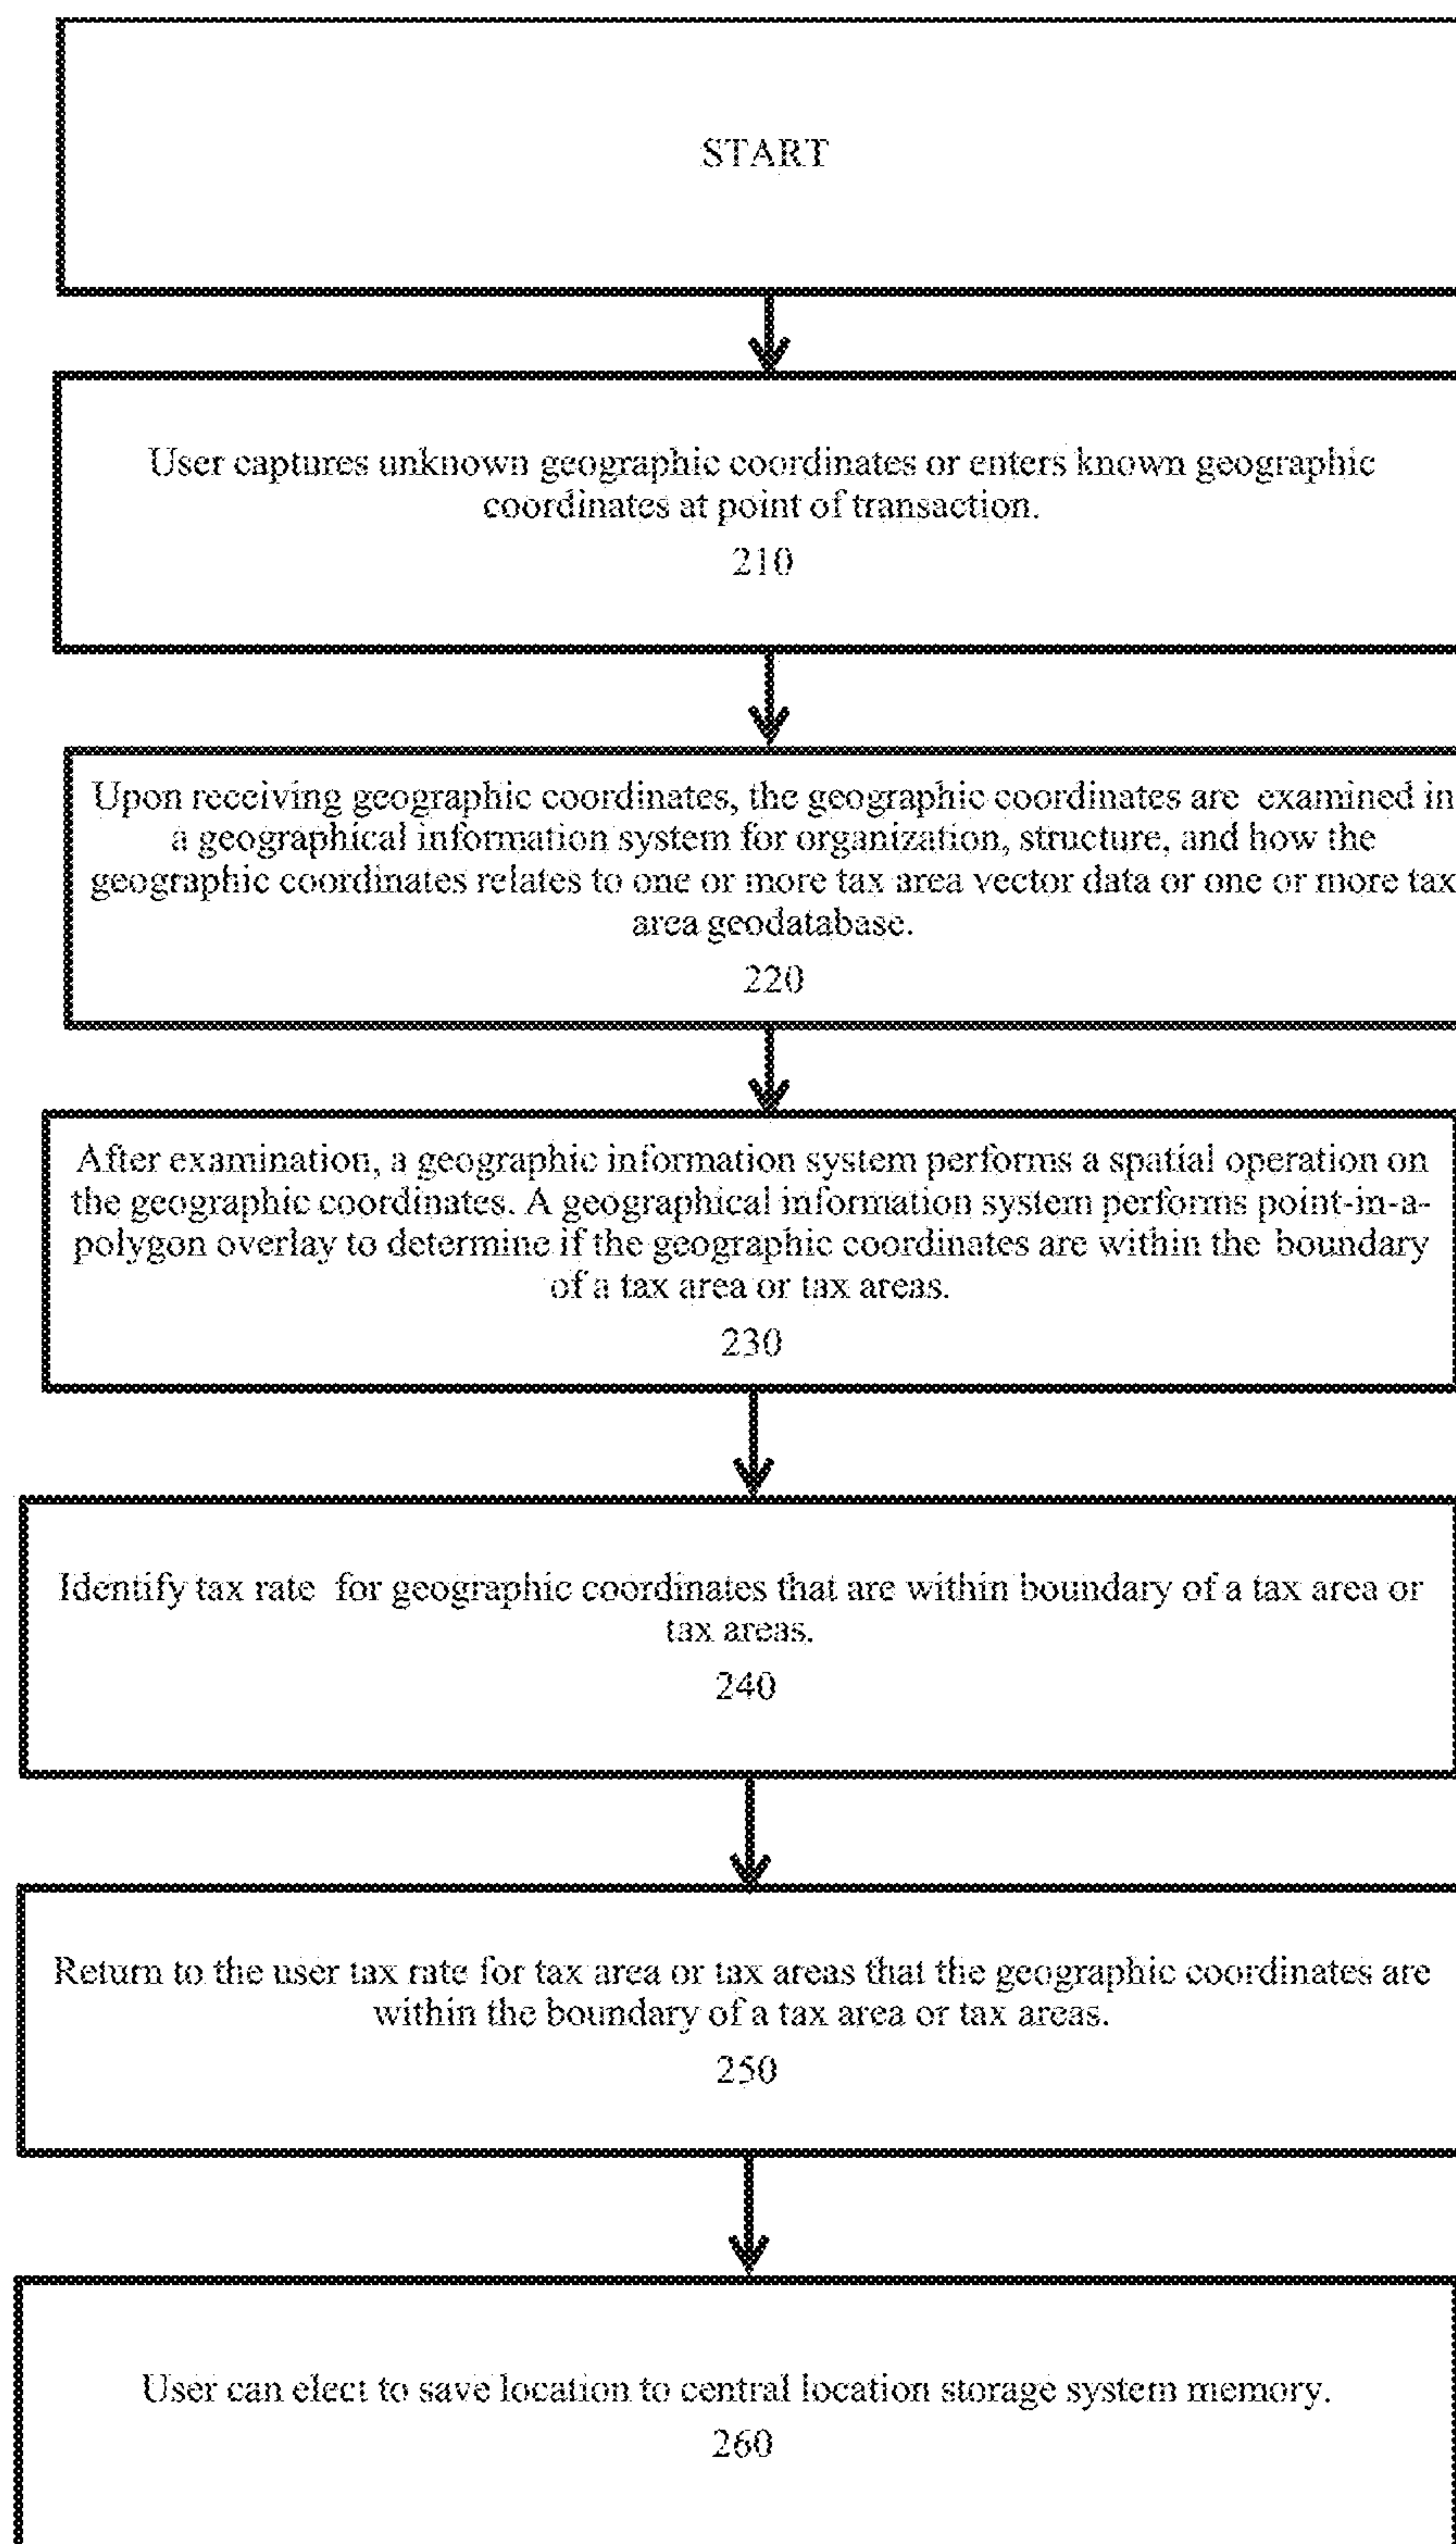 START
User captures unknown geographic coordinates or enters known geographic
coordinates at point of transaction.
210
Upon receiving geographic coordinates, the geographic coordinates are examined in
a geographical information system for organization, structure, and how the
geographic coordinates relates to one or more tax area vector data or one or more tax
area geodatabase.
220
After examination, a geographic information system performs a spatial operation on
the geographic coordinates. A geographical information system performs point-in-a-
polygon overlay to determine if the geographic coordinates are within the boundary
of a tax area or tax areas.
230
Identify tax rate for geographic coordinates that are within boundary of a tax area or
tax areas.
240
Return to the user tax rate for tax area or tax areas that the geographic coordinates are
within the boundary of a tax area or tax areas.
250
User can elect to save location to central location storage system memory.
260